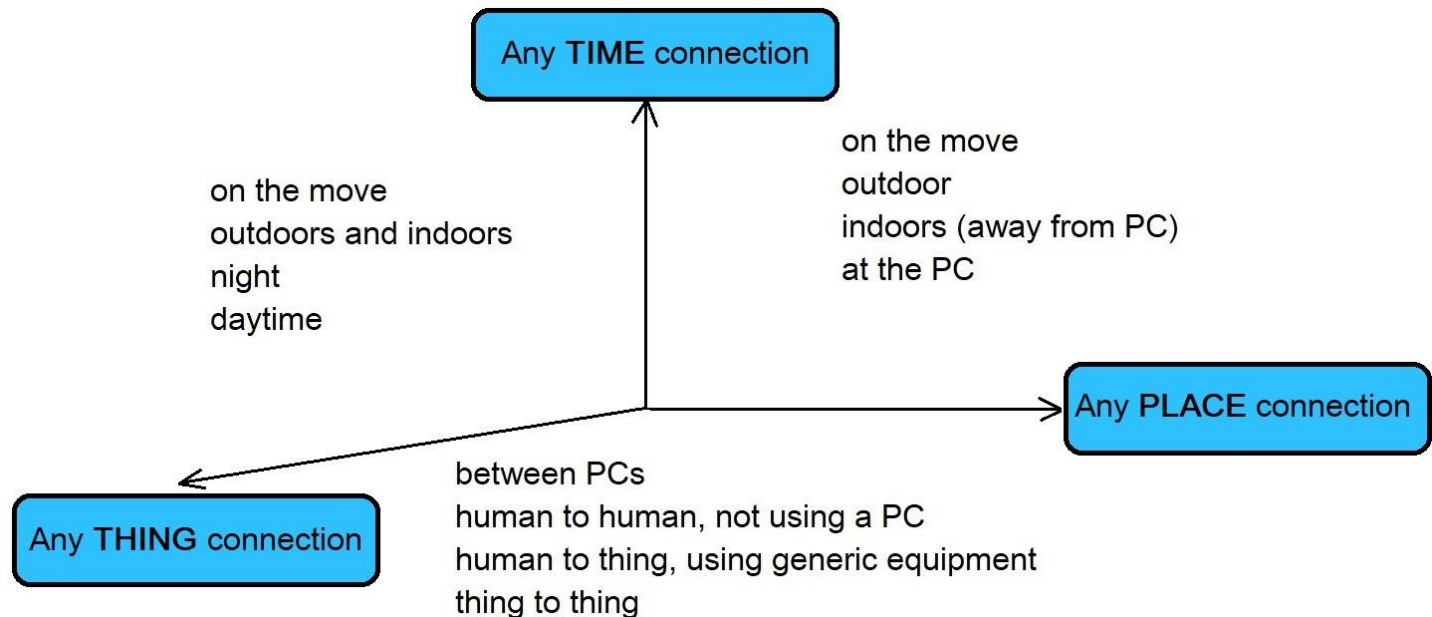 Any TIME connection
on the move
outdoors and indoors
night
daytime
on the move
outdoor
indoors (away from PC)
at the PC
Any PLACE connection
Any THING connection
between PCs
human to human, not using a PC
human to thing, using generic equipment
thing to thing